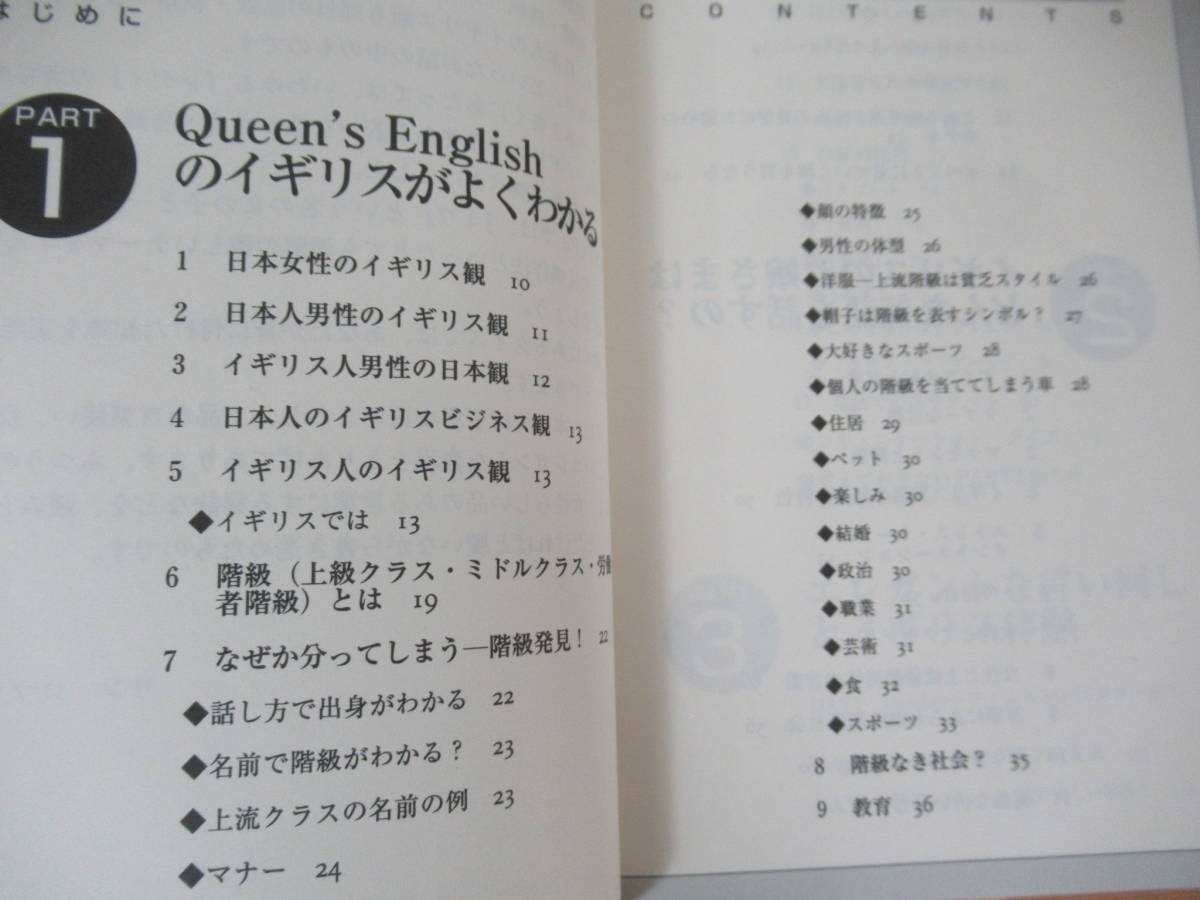 はじめに
PART
1
Queen's English
のイギリスがよくわかる
1 日本女性のイギリス観 10
2 日本人男性のイギリス観 11
3 イギリス人男性の日本観 12
4 日本人のイギリスビジネス観 13
5 イギリス人のイギリス観 13
◆イギリスでは 13
6 階級（上級クラス・ミドルクラス・労働
者階級）とは 19
7 なぜか分ってしまう―階級発見！ 22
◆話し方で出身がわかる 22
◆名前で階級がわかる？ 23
◆上流クラスの名前の例 23
◆マナー 24
CONTENTS
◆顔の特徴 25
◆男性の体型 26
◆洋服―上流階級は貧乏スタイル 26
◆帽子は階級を表すシンボル？ 27
◆大好きなスポーツ 28
◆個人の階級を当ててしまう車 28
◆住居 29
◆ペット 30
◆楽しみ 30
◆結婚 30
◆政治 30
◆職業 31
◆芸術 31
◆食 32
◆スポーツ 33
8 階級なき社会？ 35
9 教育 36